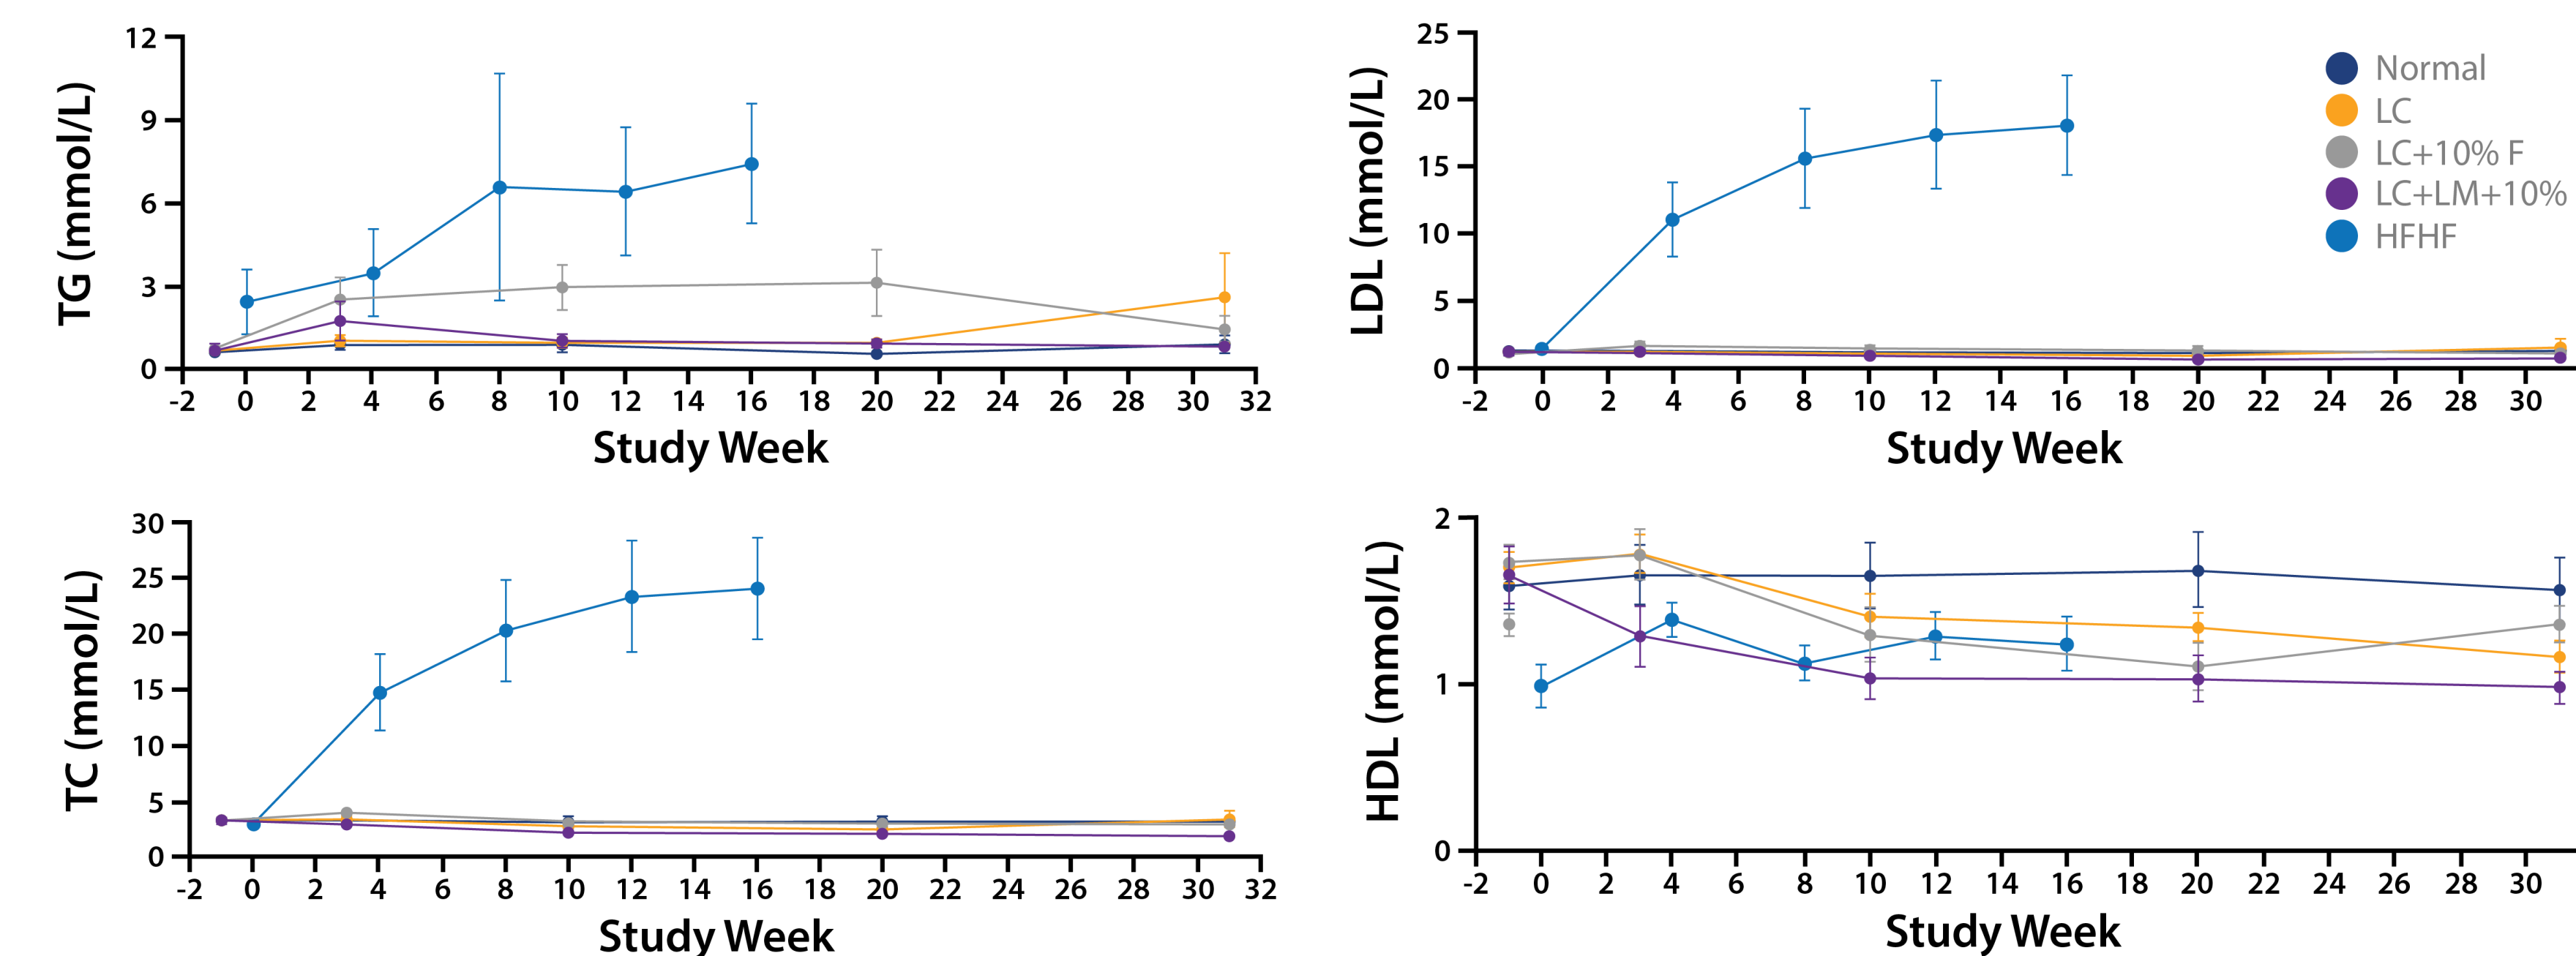 TG (mmol/L)
12
9
6
3
0
-2 0 2 4 6 8 10 12 14 16 18 20 22 24 26 28 30 32
Study Week
LDL (mmol/L)
25
20
15
10
5
0
-2 0 2 4 6 8 10 12 14 16 18 20 22 24 26 28 30
Study Week
Normal
LC
LC+10% F
LC+LM+10%
HFHF
TC (mmol/L)
30
25
20
15
10
5
0
-2 0 2 4 6 8 10 12 14 16 18 20 22 24 26 28 30 32
Study Week
HDL (mmol/L)
2
1
0
-2 0 2 4 6 8 10 12 14 16 18 20 22 24 26 28 30
Study Week